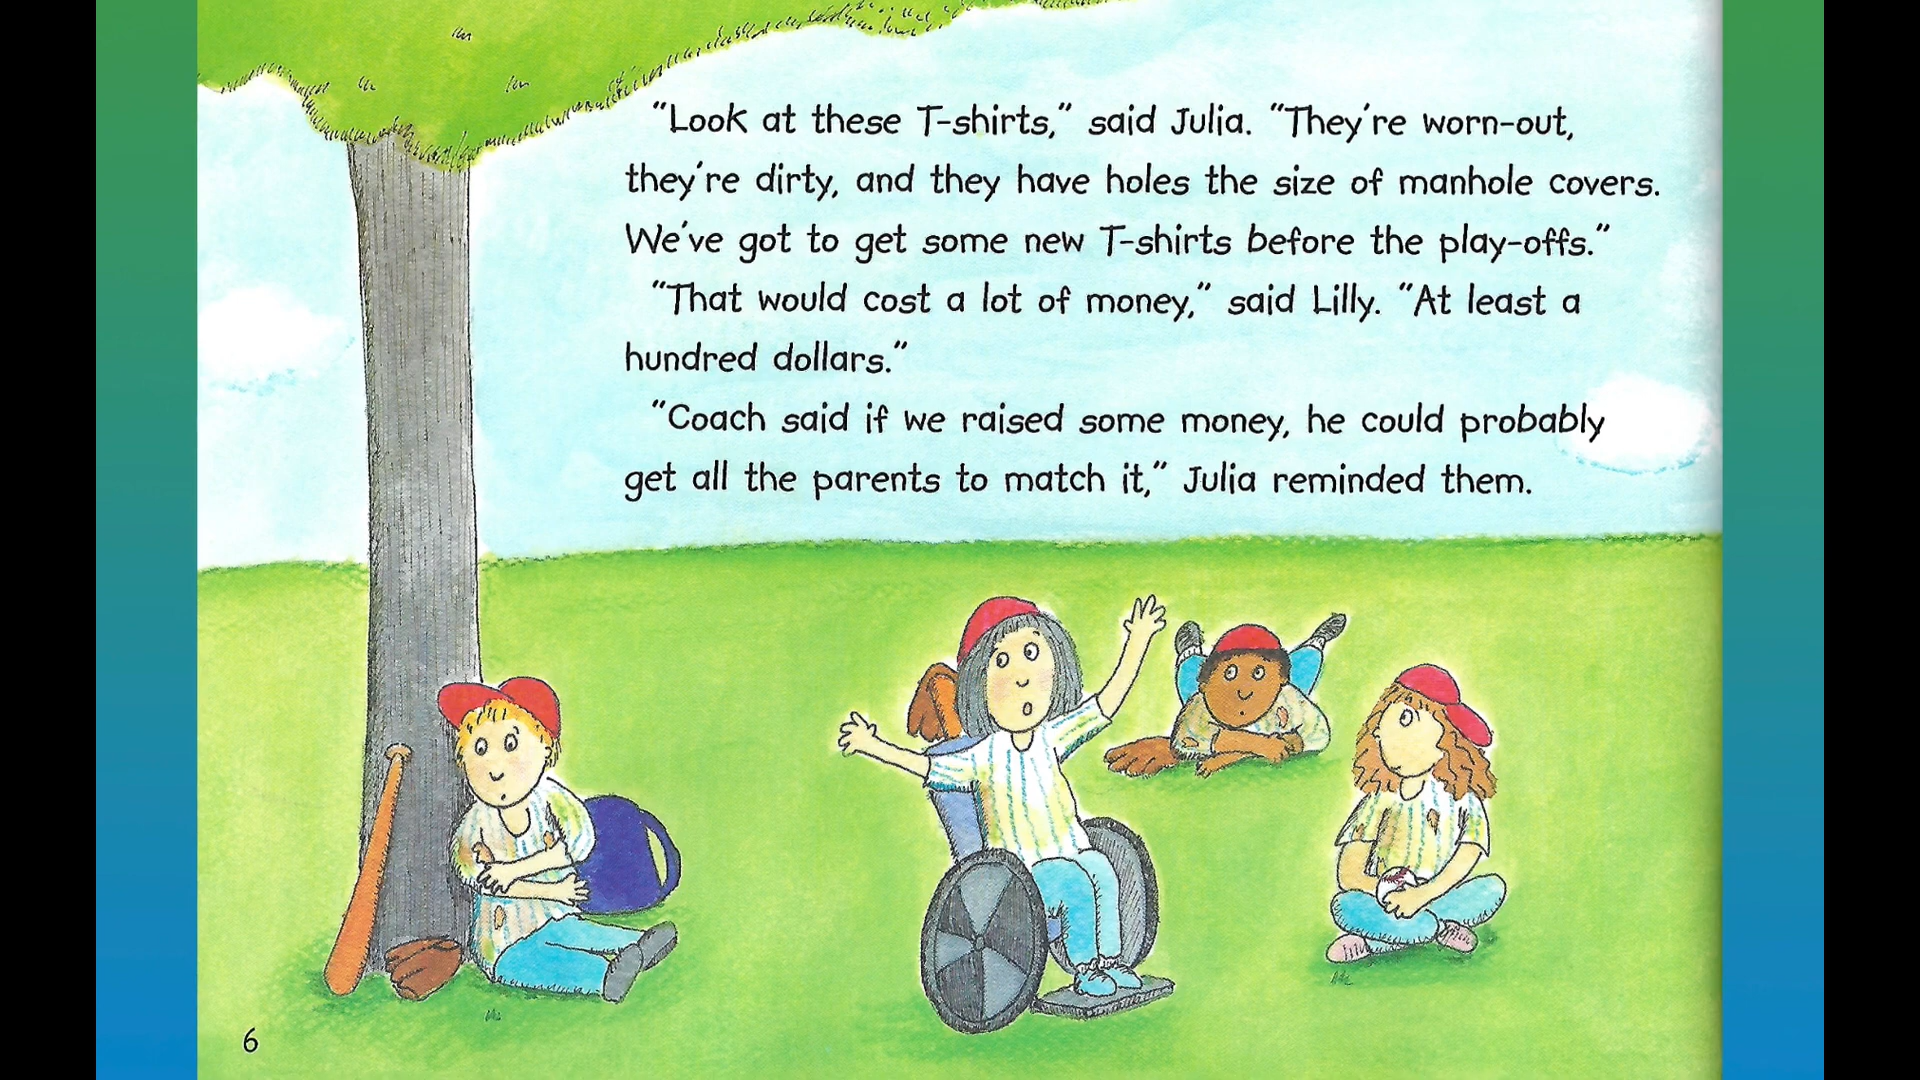 “Look at these T-shirts,” said Julia. “They’re worn-out,
they’re dirty, and they have holes the size of manhole covers.
We’ve got to get some new T-shirts before the play-offs.”
“That would cost a lot of money,” said Lilly. “At least a
hundred dollars.”
“Coach said if we raised some money, he could probably
get all the parents to match it,” Julia reminded them.
6